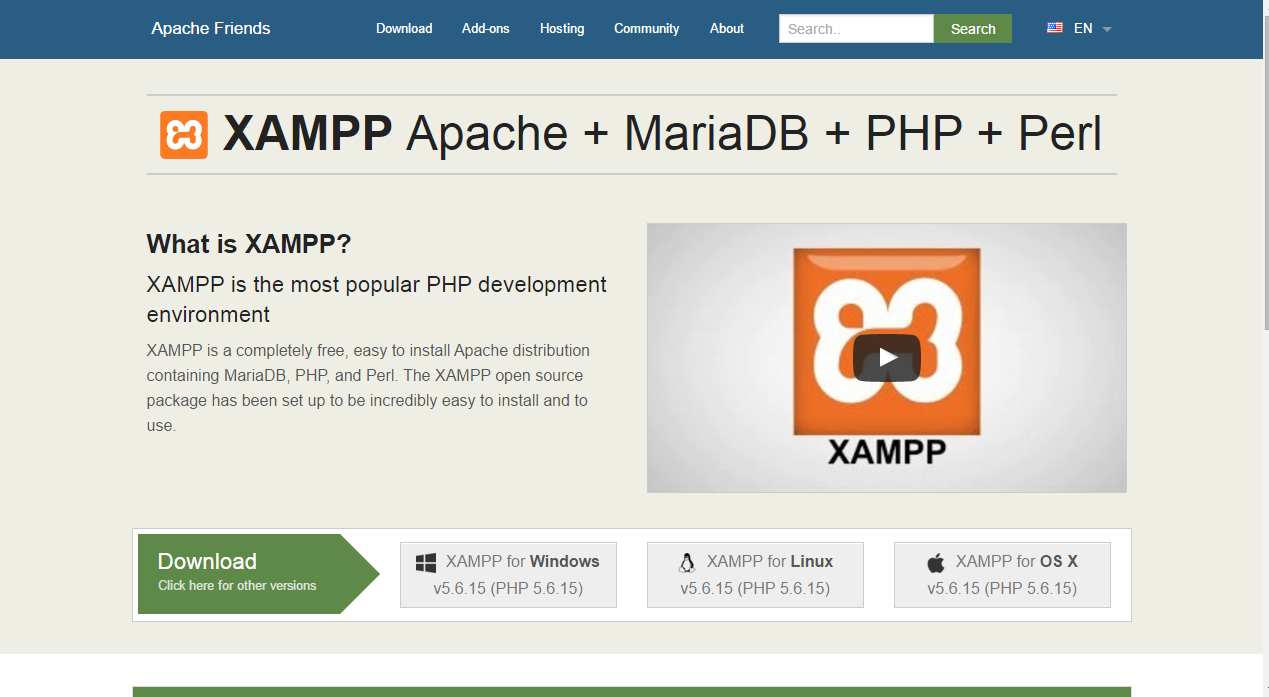 Apache Friends
Download
Add-ons
Hosting
Community
About
Search..
Search
EN
XAMPP Apache + MariaDB + PHP + Perl
What is XAMPP?
XAMPP is the most popular PHP development
environment
XAMPP is a completely free, easy to install Apache distribution
containing MariaDB, PHP, and Perl. The XAMPP open source
package has been set up to be incredibly easy to install and to
use.
XAMPP
Download
Click here for other versions
XAMPP for Windows
v5.6.15 (PHP 5.6.15)
XAMPP for Linux
v5.6.15 (PHP 5.6.15)
XAMPP for OS X
v5.6.15 (PHP 5.6.15)